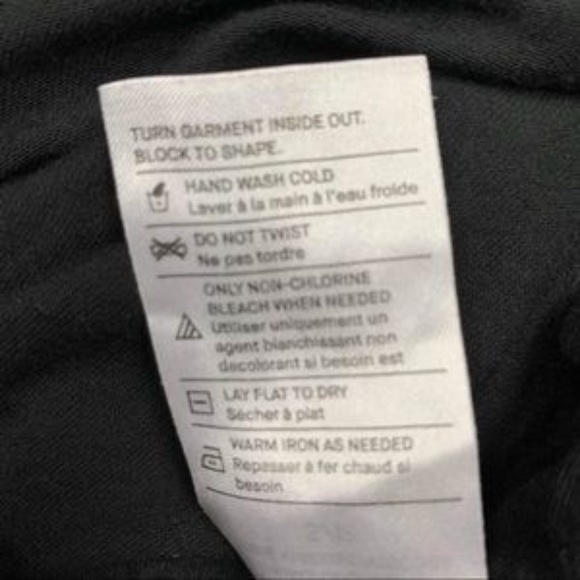 TURN GARMENT INSIDE OUT.
BLOCK TO SHAPE.
HAND WASH COLD
Laver à la main à l'eau froide
DO NOT TWIST
Ne pas tordre
ONLY NON-CHLORINE
BLEACH WHEN NEEDED
Utiliser uniquement un
agent blanchissant non
decolorant si besoin est
LAY FLAT TO DRY
Sécher à plat
WARM IRON AS NEEDED
Repasser à fer chaud si
besoin